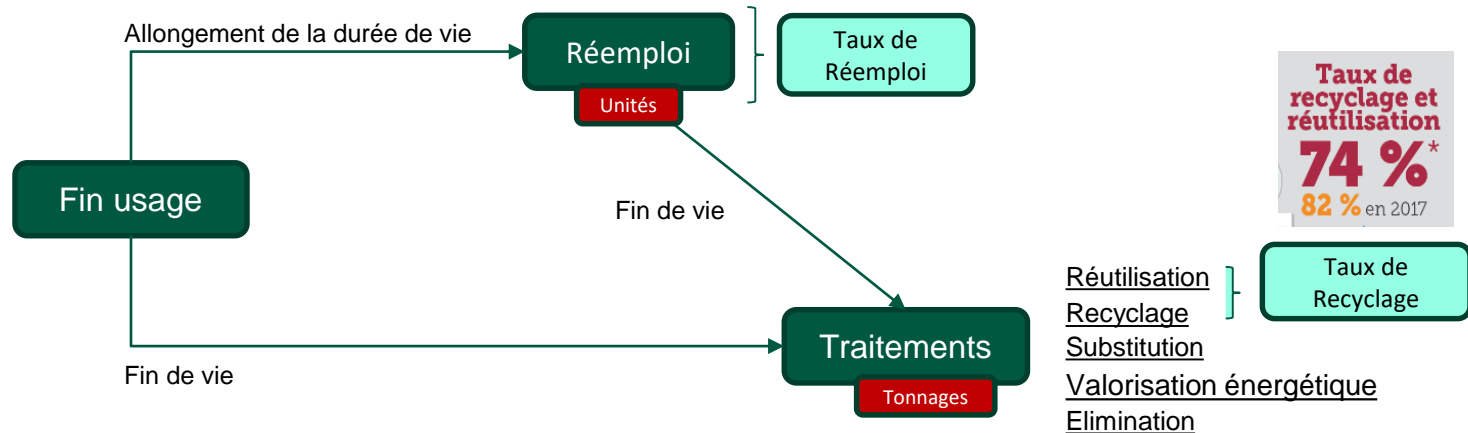 Allongement de la durée de vie
Réemploi
Unités
Taux de
Réemploi
Taux de
recyclage et
réutilisation
74 %*
82 % en 2017
Fin usage
Fin de vie
Fin de vie
Traitements
Tonnages
Réutilisation
Recyclage
Substitution
Valorisation énergétique
Elimination
Taux de
Recyclage